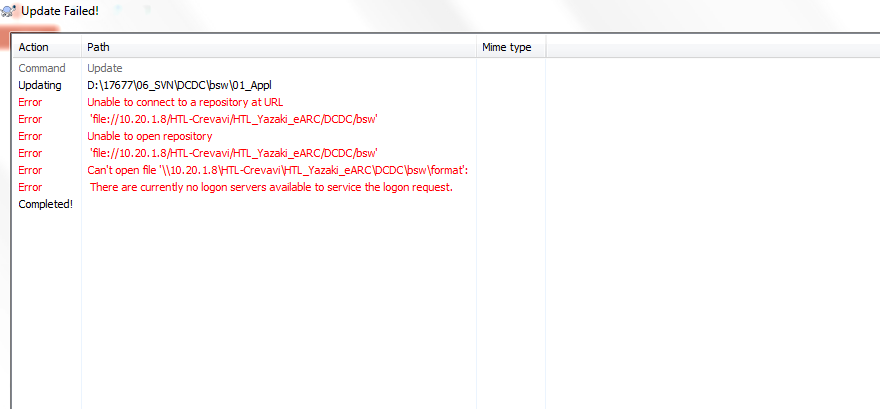 Update Failed!
Action Path Mime type
Command Update
Updating D:\17677\06_SVN\DCDC\bsw\01_Appl
Error Unable to connect to a repository at URL
Error 'file://10.20.1.8/HTL-Crevavi/HTL_Yazaki_eARC/DCDC/bsw'
Error Unable to open repository
Error 'file://10.20.1.8/HTL-Crevavi/HTL_Yazaki_eARC/DCDC/bsw'
Error Can't open file '\\10.20.1.8\HTL-Crevavi\HTL_Yazaki_eARC\DCDC\bsw\format':
Error There are currently no logon servers available to service the logon request.
Completed!